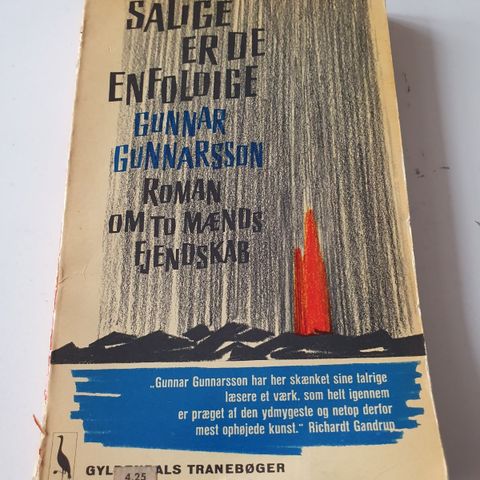 SALIGE
ER DE
ENFOLDIGE
GUNNAR
GUNNARSSON
ROMAN
OM TO MÆNDS
FJENDSKAB
„Gunnar Gunnarsson har her skænket sine talrige
læsere et værk, som helt igennem
er præget af den ydmygeste og netop derfor
mest ophøjede kunst." Richardt Gandrup
GYLDENDALS TRANEBØGER
4.25